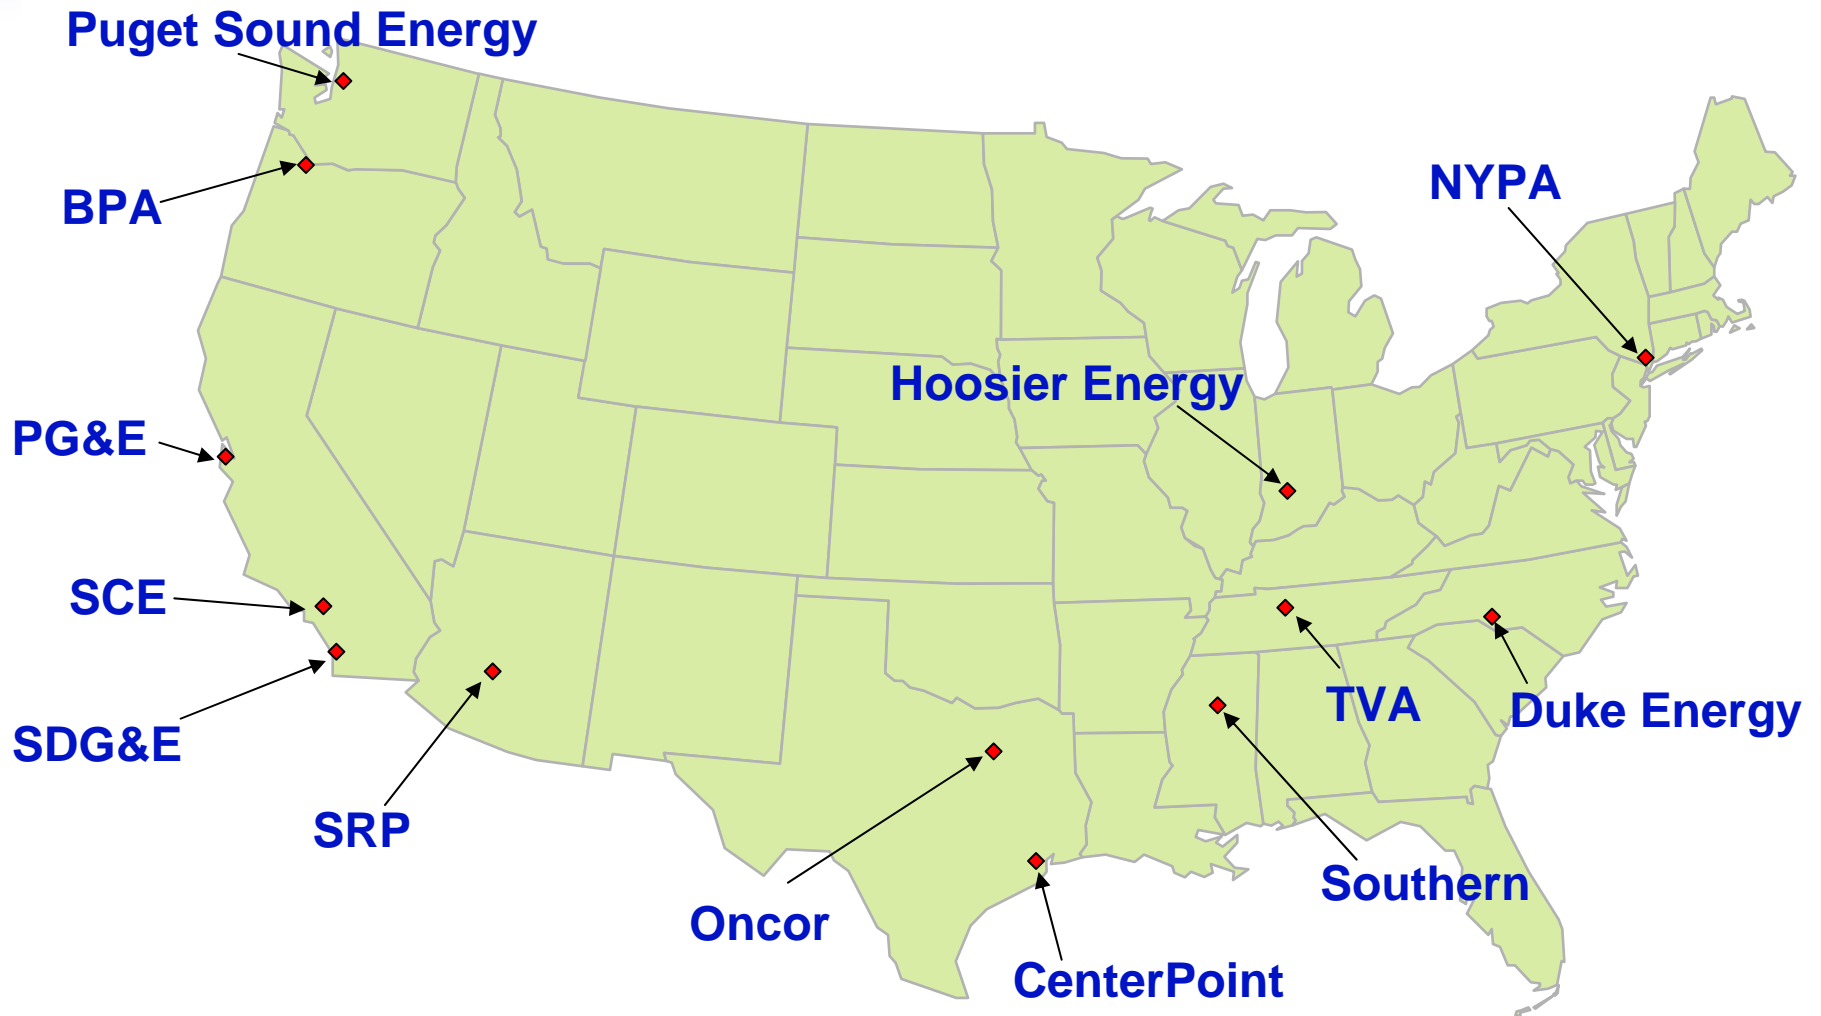 Puget Sound Energy
BPA
NYPA
Hoosier Energy
PG&E
SCE
SDG&E
TVA
Duke Energy
SRP
Southern
Oncor
CenterPoint